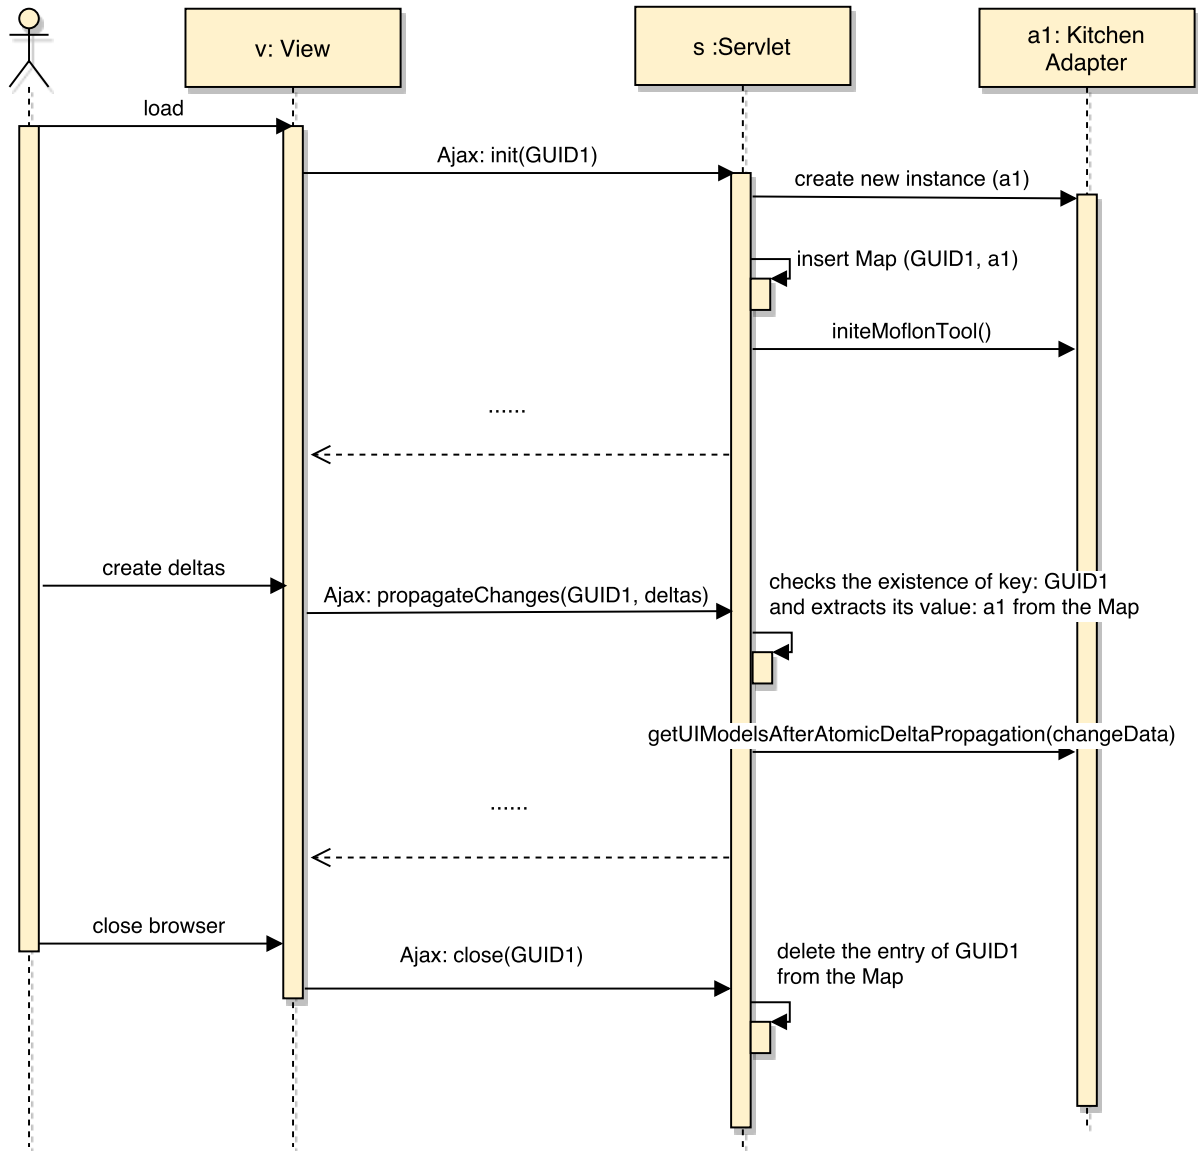 v: View
s :Servlet
a1: Kitchen
Adapter
load
Ajax: init(GUID1)
create new instance (a1)
insert Map (GUID1, a1)
initeMoflonTool()
......
create deltas
Ajax: propagateChanges(GUID1, deltas)
checks the existence of key: GUID1
and extracts its value: a1 from the Map
getUIModelsAfterAtomicDeltaPropagation(changeData)
......
close browser
Ajax: close(GUID1)
delete the entry of GUID1
from the Map